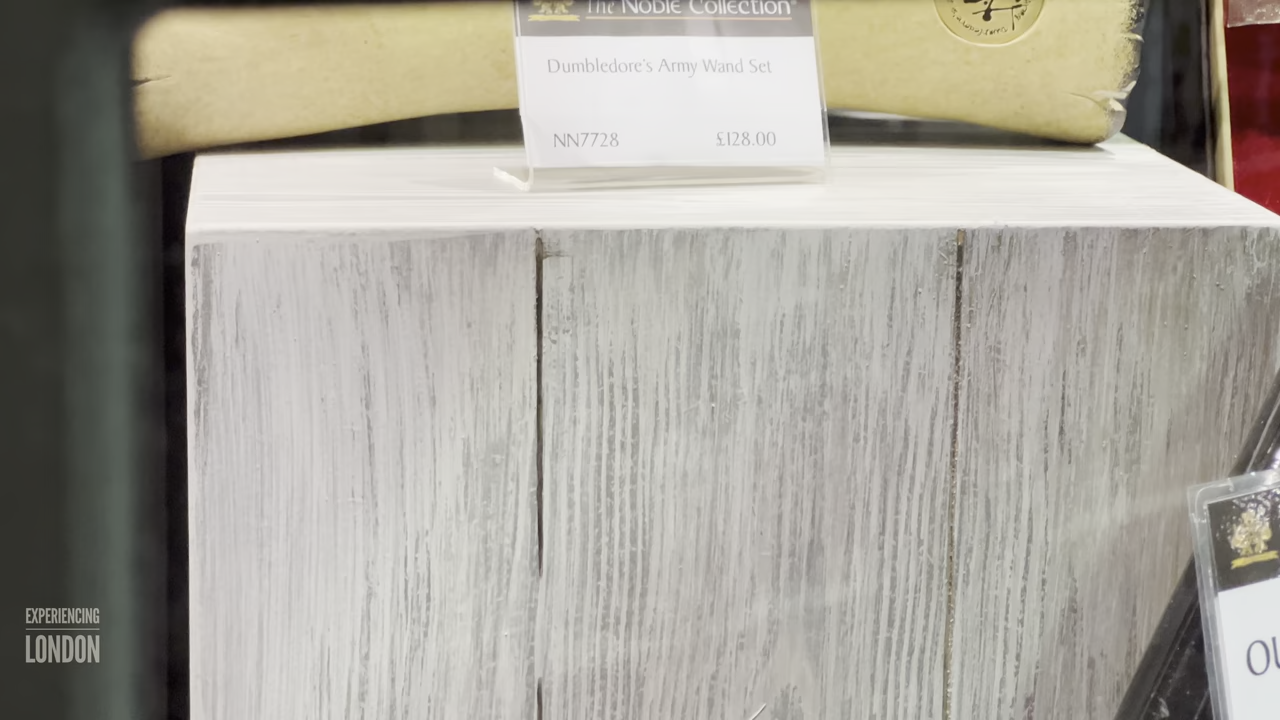 The Noble Collection®
Dumbledore's Army Wand Set
NN7728 £128.00
EXPERIENCING
LONDON